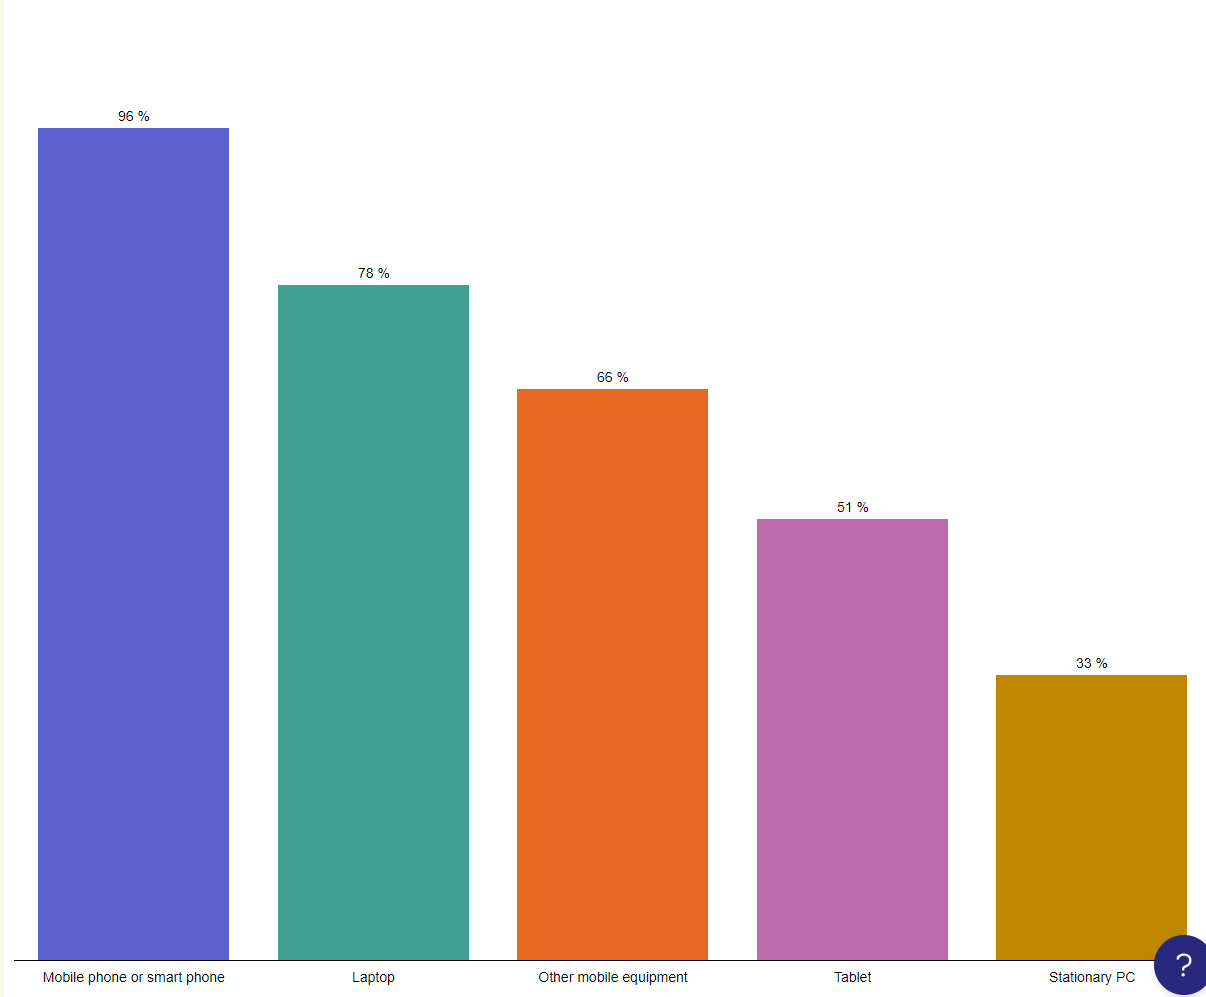 96 %
78 %
66 %
51 %
33 %
Mobile phone or smart phone
Laptop
Other mobile equipment
Tablet
Stationary PC
?